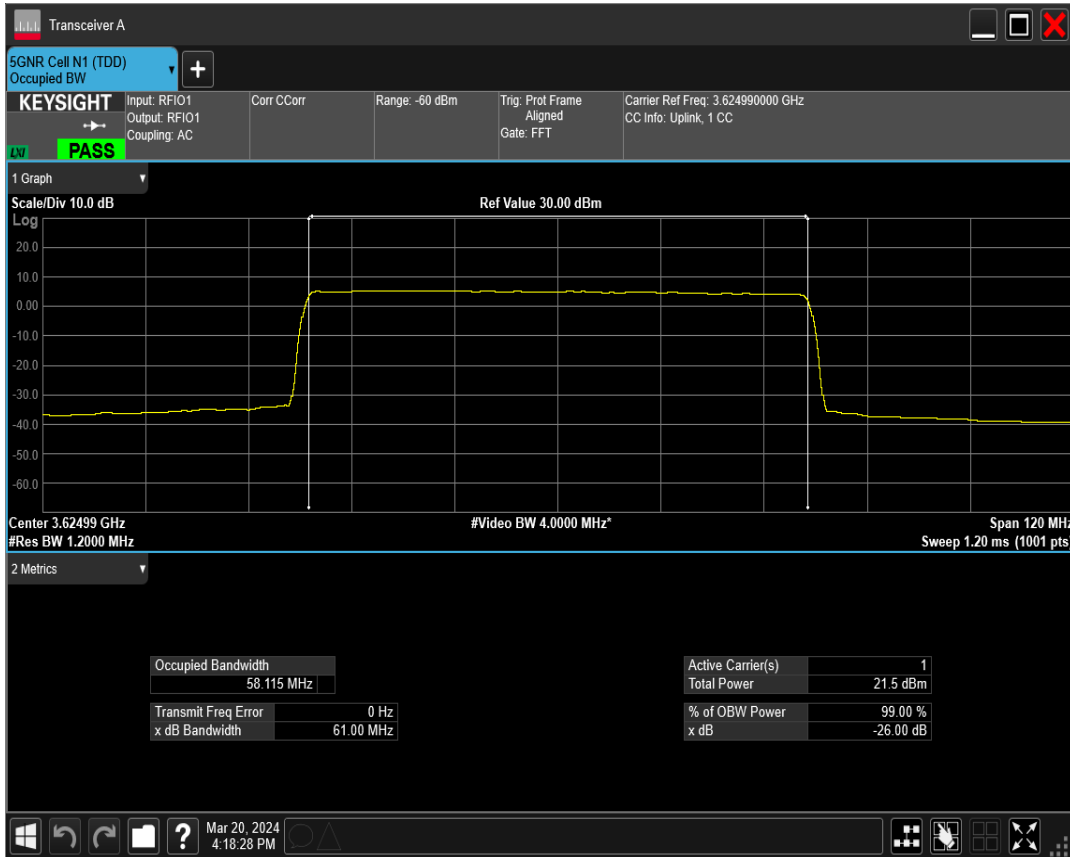 Transceiver A
5GNR Cell N1 (TDD)
Occupied BW
+
KEYSIGHT
LXI
PASS
Input: RFIO1
Output: RFIO1
Coupling: AC
Corr CCorr
Range: -60 dBm
Trig: Prot Frame
Aligned
Gate: FFT
Carrier Ref Freq: 3.624990000 GHz
CC Info: Uplink, 1 CC
1 Graph
Scale/Div 10.0 dB
Ref Value 30.00 dBm
Log
20.0
10.0
0.00
-10.0
-20.0
-30.0
-40.0
-50.0
-60.0
Center 3.62499 GHz
#Video BW 4.0000 MHz*
Span 120 MHz
#Res BW 1.2000 MHz
Sweep 1.20 ms (1001 pts)
2 Metrics
Occupied Bandwidth
58.115 MHz
Transmit Freq Error 0 Hz
x dB Bandwidth 61.00 MHz
Active Carrier(s) 1
Total Power 21.5 dBm
% of OBW Power 99.00 %
x dB -26.00 dB
?
Mar 20, 2024
4:18:28 PM